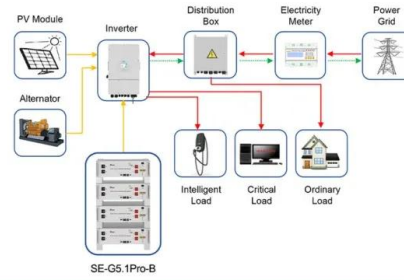 PV Module
Inverter
Distribution
Box
Electricity
Meter
Power
Grid
Alternator
Intelligent
Load
Critical
Load
Ordinary
Load
SE-G5.1Pro-B